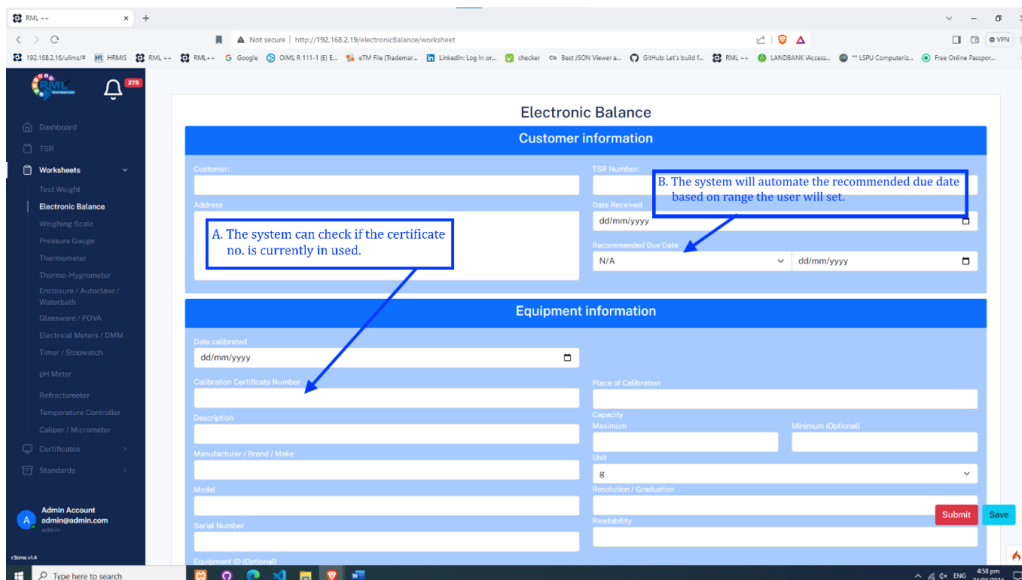 RML ++
Not secure | http://192.168.2.19/electronicBalance/worksheet
VPN
192.168.2.15/ulims/# HRMIS RML ++ RML++ Google OIML R 111-1 (E) E... eTM File [Trademar... LinkedIn: Log In or... checker Best JSON Viewer a... GitHub: Let's build f... RML ++ LANDBANK iAccess... ** LSPU Computeriz... Free Online Passpor...
RML
275
Dashboard
TSR
Worksheets
Test Weight
Electronic Balance
Weighing Scale
Pressure Gauge
Thermometer
Thermo-Hygrometer
Enclosure / Autoclave /
Waterbath
Glassware / POVA
Electrical Meters / DMM
Timer / Stopwatch
pH Meter
Refractometer
Temperature Controller
Caliper / Micrometer
Certificates
Standards
A
Admin Account
admin@admin.com
admin
v1.4
Electronic Balance
Customer information
Customer:
TSR Number:
B. The system will automate the recommended due date
based on range the user will set.
Address
Date Received
dd/mm/yyyy
A. The system can check if the certificate
no. is currently in used.
Recommended Due Date
N/A
dd/mm/yyyy
Equipment information
Date calibrated
dd/mm/yyyy
Calibration Certificate Number
Place of Calibration
Description
Capacity
Maximum
Minimum (Optional)
Manufacturer / Brand / Make
Unit
g
Model
Resolution / Graduation
Submit
Save
Serial Number
Readability
Equipment ID (Optional)
Type here to search
ENG
4:58 pm